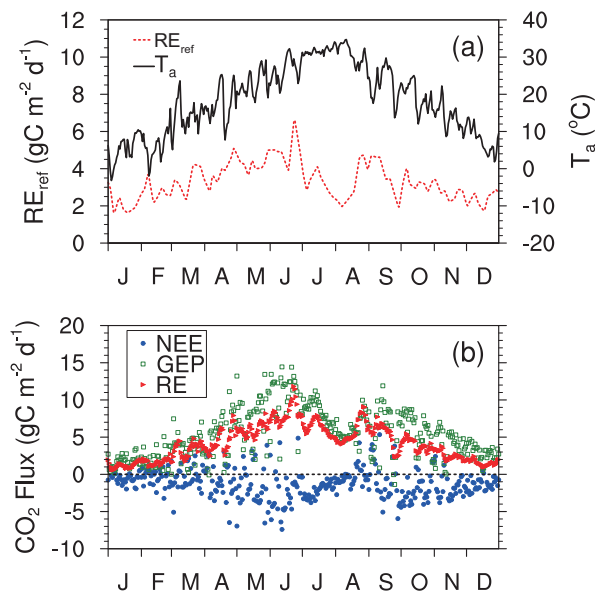 (a)
RE_ref
T_a
12
10
8
6
4
2
0
RE_ref (gC m⁻² d⁻¹)
40
30
20
10
0
-10
-20
T_a (°C)
J F M A M J J A S O N D
(b)
NEE
GEP
RE
20
15
10
5
0
-5
-10
CO₂ Flux (gC m⁻² d⁻¹)
J F M A M J J A S O N D